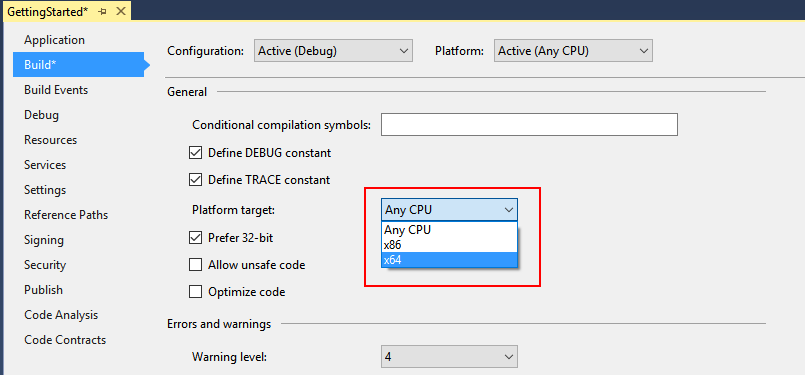 GettingStarted*
Application
Build*
Build Events
Debug
Resources
Services
Settings
Reference Paths
Signing
Security
Publish
Code Analysis
Code Contracts
Configuration: Active (Debug) Platform: Active (Any CPU)
General
Conditional compilation symbols:
Define DEBUG constant
Define TRACE constant
Platform target: Any CPU
Any CPU
x86
x64
Prefer 32-bit
Allow unsafe code
Optimize code
Errors and warnings
Warning level: 4